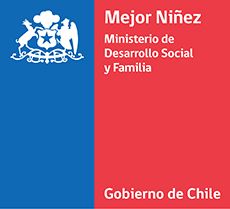 Mejor Niñez
Ministerio de
Desarrollo Social
y Familia
Gobierno de Chile